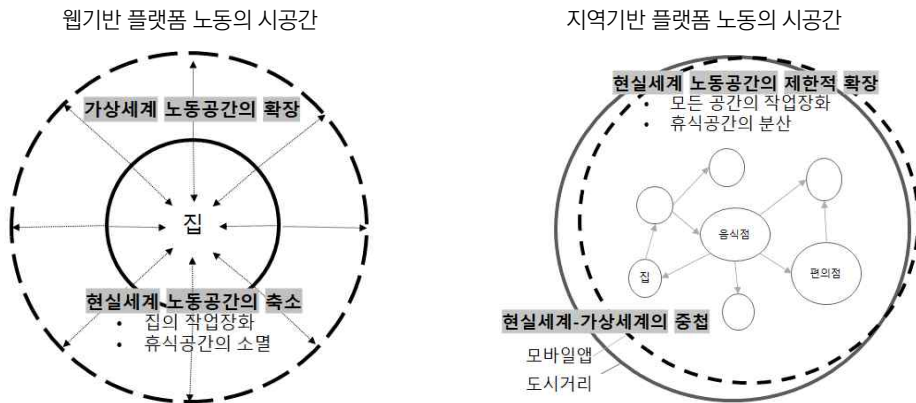 웹기반 플랫폼 노동의 시공간
가상세계 노동공간의 확장
집
현실세계 노동공간의 축소
• 집의 작업장화
• 휴식공간의 소멸
지역기반 플랫폼 노동의 시공간
현실세계 노동공간의 제한적 확장
• 모든 공간의 작업장화
• 휴식공간의 분산
음식점
집
편의점
현실세계-가상세계의 중첩
모바일앱
도시거리